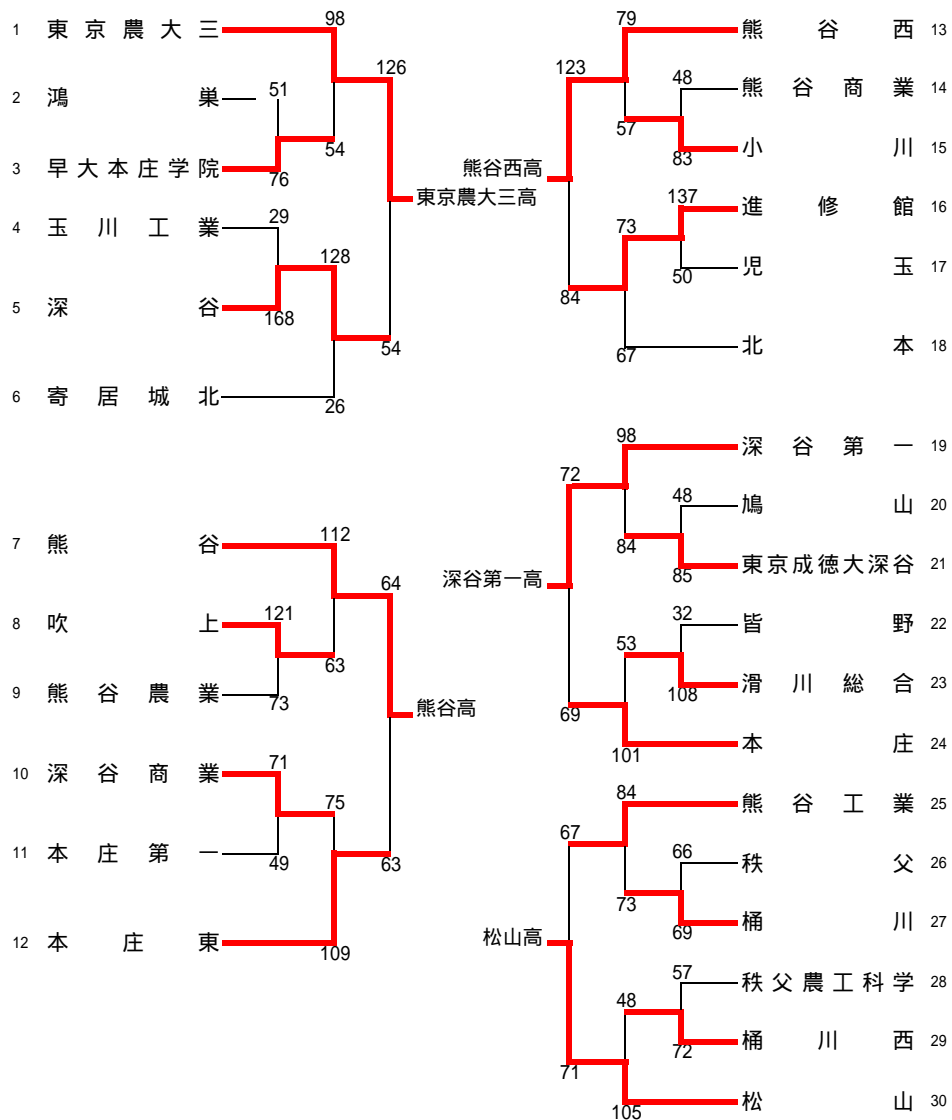 1 東京農大三
98
126
2 鴻巣
51
3 早大本庄学院
76
54
東京農大三高
4 玉川工業
29
128
5 深谷
168
54
6 寄居城北
26
7 熊谷
112
64
8 吹上
121
63
9 熊谷農業
73
熊谷高
10 深谷商業
71
75
11 本庄第一
49
63
12 本庄東
109
79
熊谷西 13
123
48
熊谷商業 14
57
小川 15
83
熊谷西高
137
進修館 16
73
児玉 17
50
84
北本 18
67
98
深谷第一 19
72
48
鳩山 20
84
東京成徳大深谷 21
85
深谷第一高
32
皆野 22
53
滑川総合 23
108
69
本庄 24
101
84
熊谷工業 25
67
66
秩父 26
73
桶川 27
69
松山高
57
秩父農工科学 28
48
桶川西 29
72
71
松山 30
105